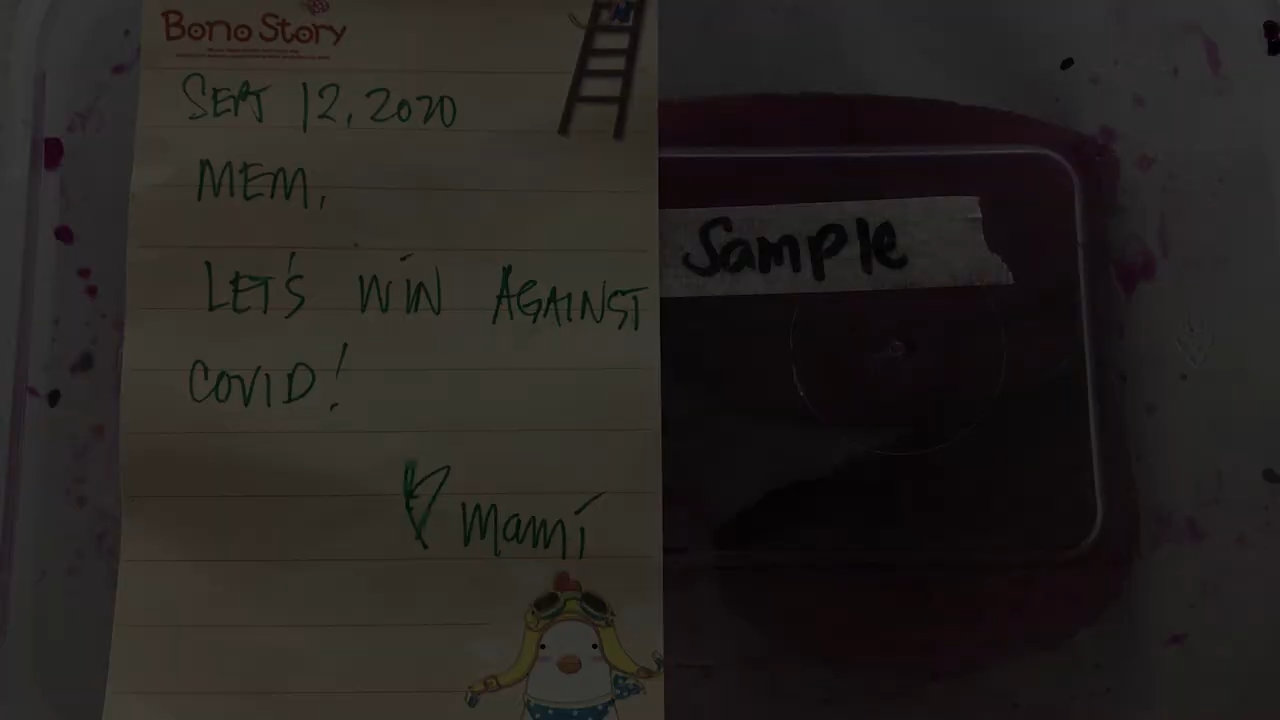 Bono Story
SEPT 12, 2020
MEM,
LET'S WIN AGAINST
COVID!
Mami
Sample